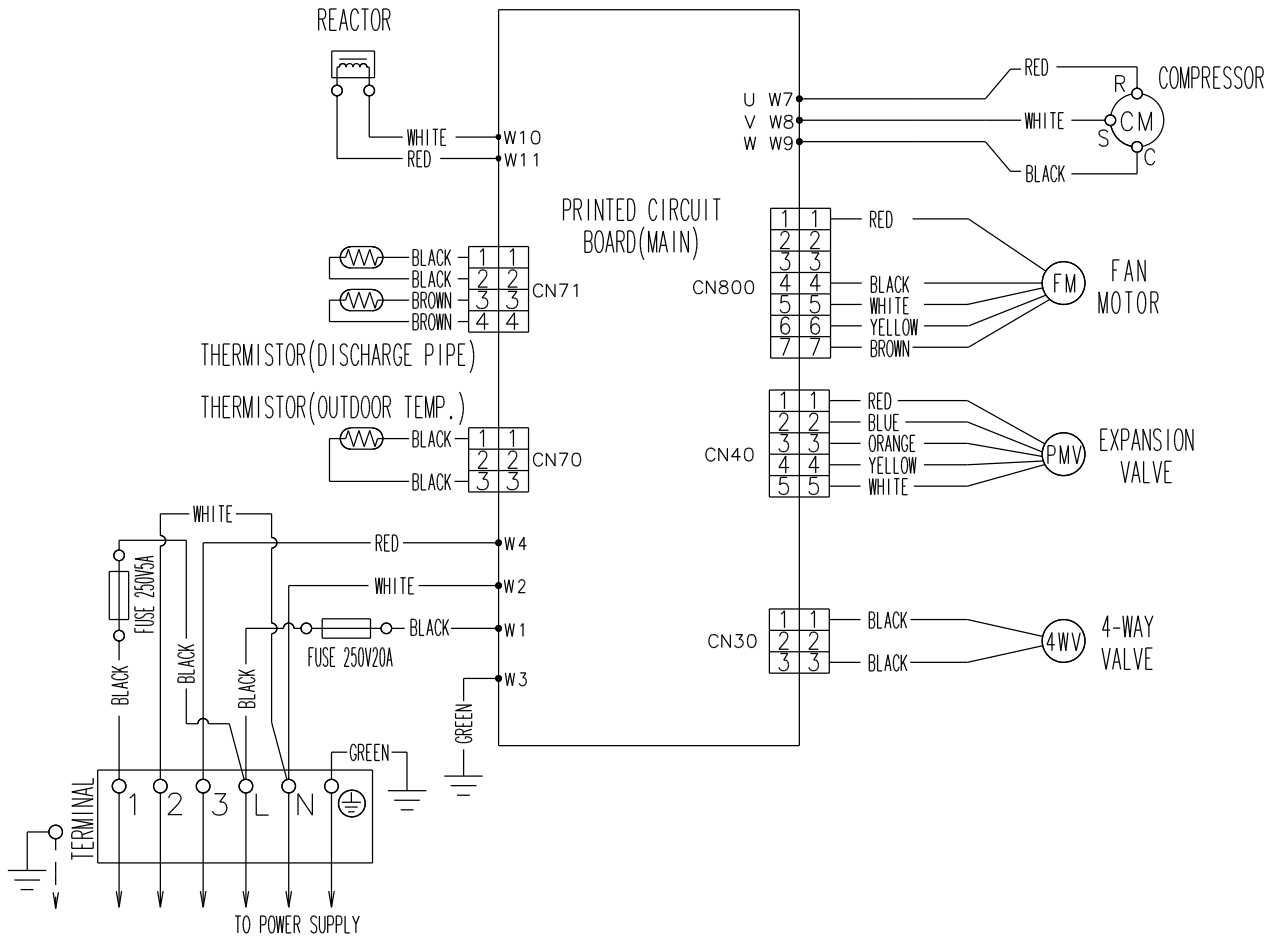 REACTOR
WHITE W10
RED W11
U W7 RED R COMPRESSOR
V W8 WHITE S CM
W W9 BLACK C
PRINTED CIRCUIT
BOARD(MAIN)
BLACK 1 1
BLACK 2 2
BROWN 3 3
BROWN 4 4
CN71
THERMISTOR(DISCHARGE PIPE)
CN800
1 1 RED
2 2
3 3
4 4 BLACK
5 5 WHITE
6 6 YELLOW
7 7 BROWN
FM
FAN
MOTOR
THERMISTOR(OUTDOOR TEMP.)
BLACK 1 1
2 2
BLACK 3 3
CN70
CN40
1 1 RED
2 2 BLUE
3 3 ORANGE
4 4 YELLOW
5 5 WHITE
PMV
EXPANSION
VALVE
WHITE
RED W4
WHITE W2
BLACK W1
FUSE 250V20A
FUSE 250V5A
BLACK
BLACK
BLACK
W3
GREEN
CN30
1 1 BLACK
2 2
3 3 BLACK
4WV
4-WAY
VALVE
GREEN
TERMINAL
1 2 3 L N
TO POWER SUPPLY